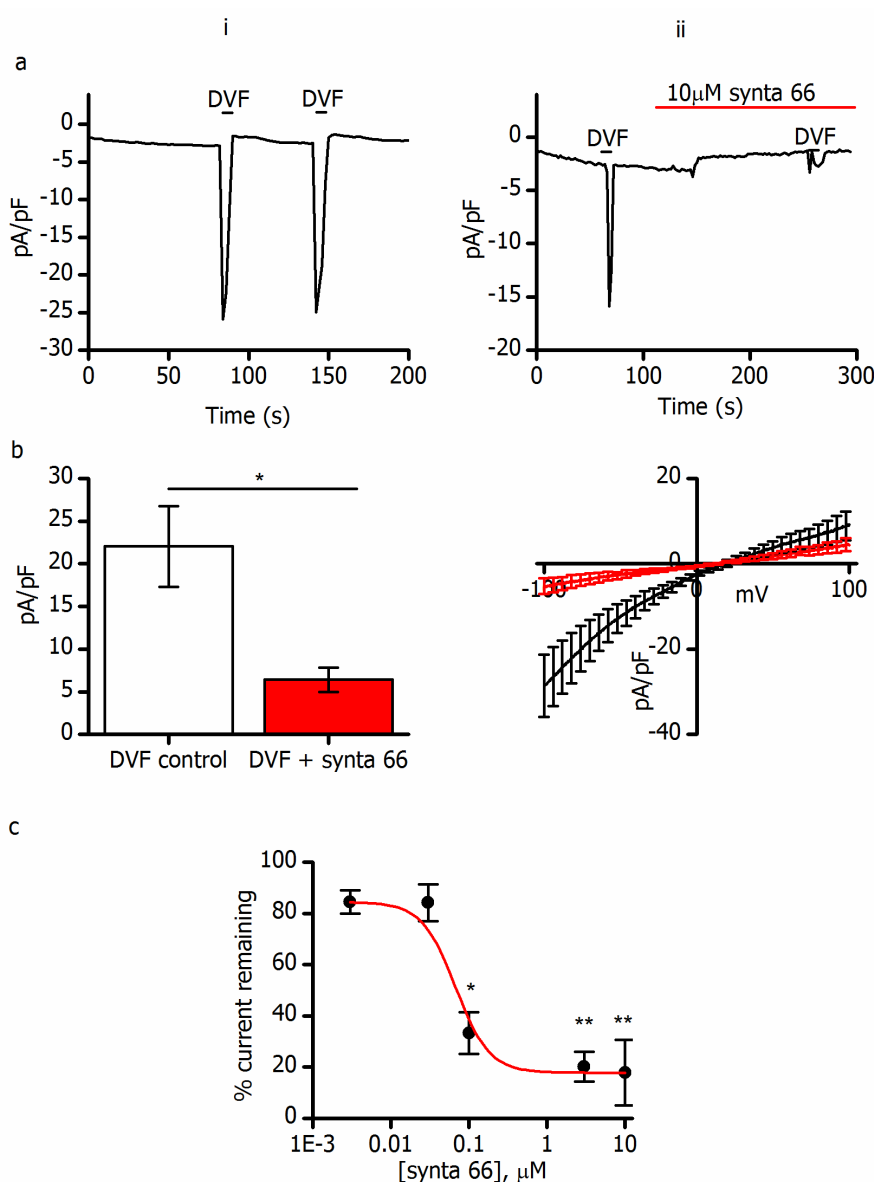 i
ii
a
DVF DVF
0
-5
-10
-15
-20
-25
-30
pA/pF
0 50 100 150 200
Time (s)
10μM synta 66
DVF DVF
0
-5
-10
-15
-20
pA/pF
0 100 200 300
Time (s)
b
30
25
20
15
10
5
0
pA/pF
*
DVF control DVF + synta 66
20
0
-20
-40
-100 0 100
mV
pA/pF
c
100
80
60
40
20
0
% current remaining
*
**
**
1E-3 0.01 0.1 1 10
[synta 66], μM